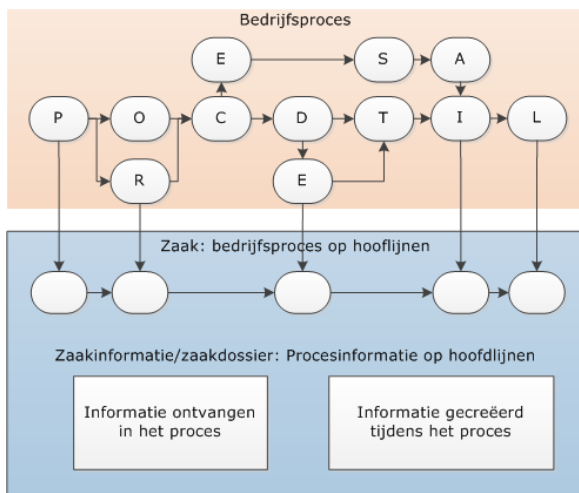 Bedrijfsproces
E S A
P O C D T I L
R E
Zaak: bedrijfsproces op hooflijnen
Zaakinformatie/zaakdossier: Procesinformatie op hoofdlijnen
Informatie ontvangen
in het proces
Informatie gecreëerd
tijdens het proces